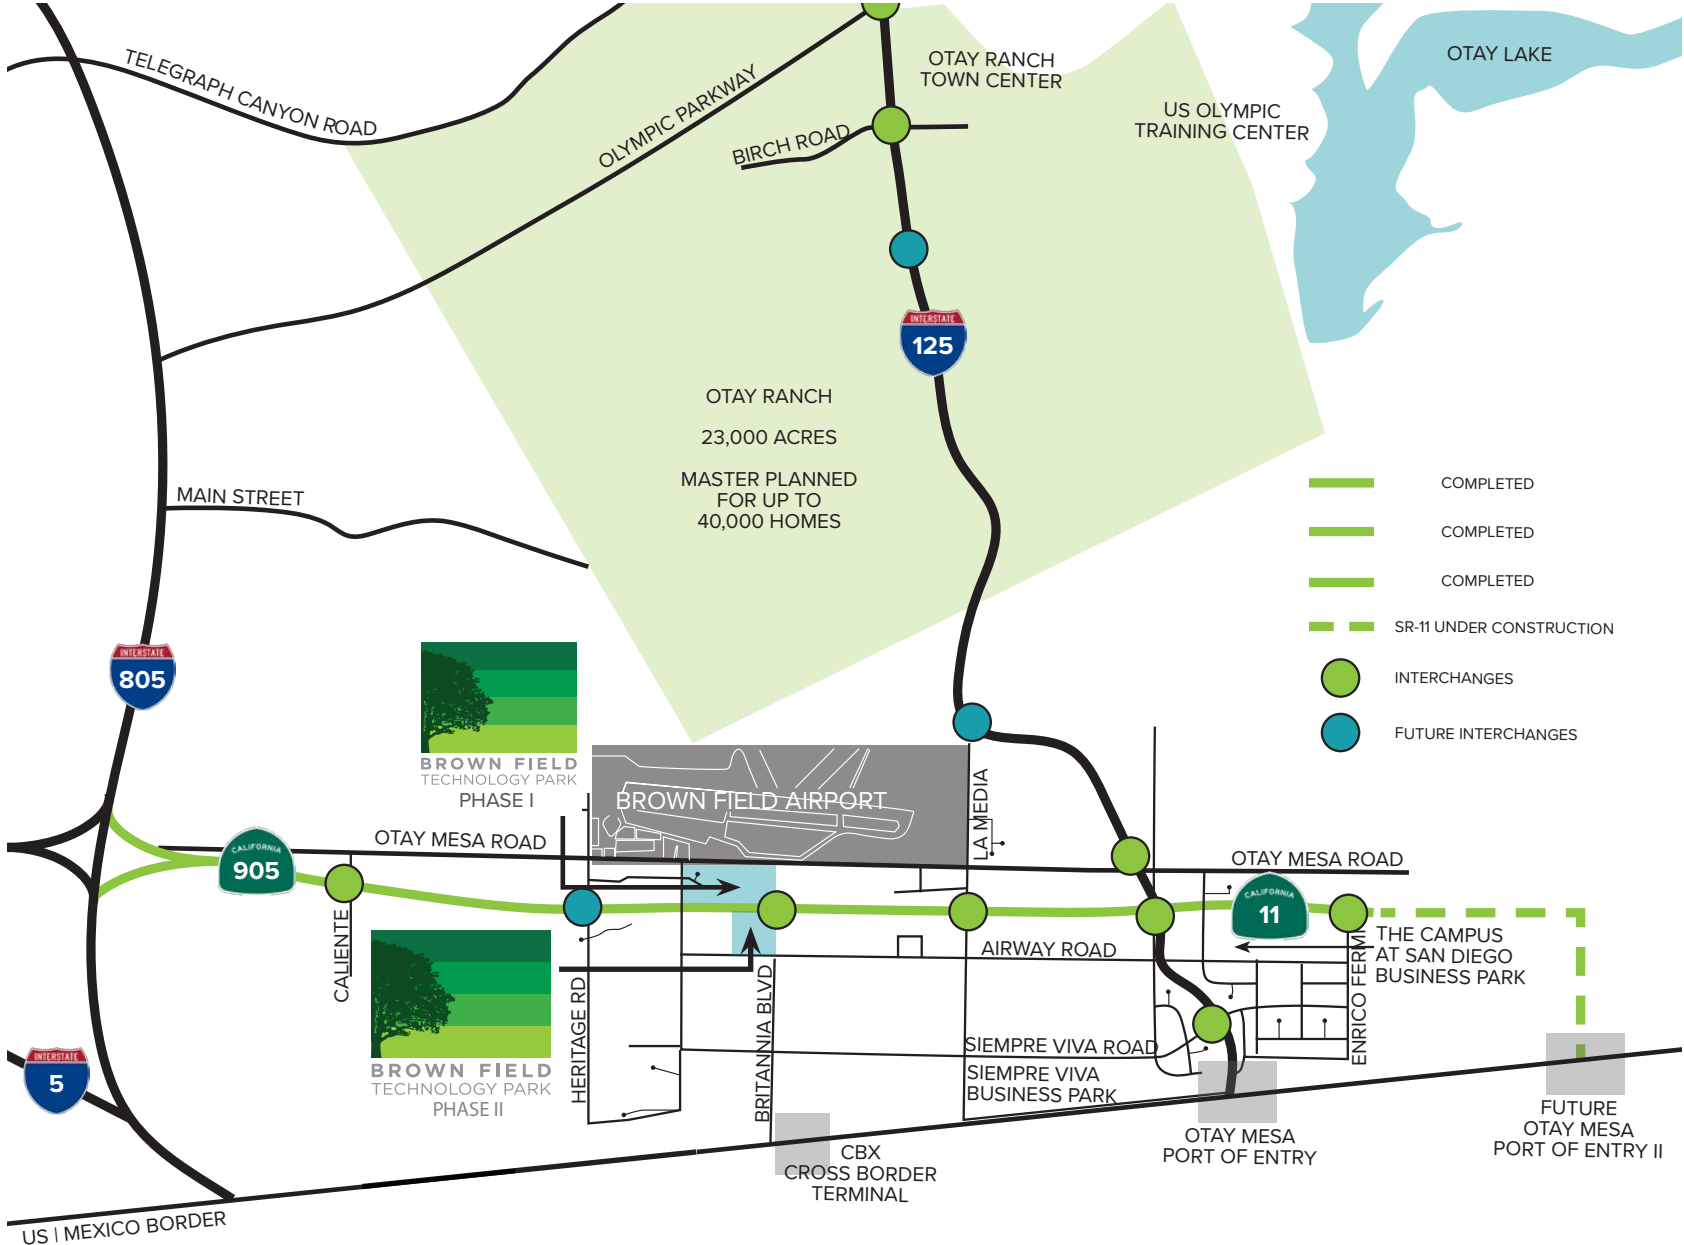 TELEGRAPH CANYON ROAD
OLYMPIC PARKWAY
BIRCH ROAD
OTAY RANCH
TOWN CENTER
US OLYMPIC
TRAINING CENTER
OTAY LAKE
INTERSTATE
125
OTAY RANCH
23,000 ACRES
MASTER PLANNED
FOR UP TO
40,000 HOMES
MAIN STREET
COMPLETED
COMPLETED
COMPLETED
SR-11 UNDER CONSTRUCTION
INTERCHANGES
FUTURE INTERCHANGES
INTERSTATE
805
BROWN FIELD
TECHNOLOGY PARK
PHASE I
BROWN FIELD AIRPORT
LA MEDIA
OTAY MESA ROAD
OTAY MESA ROAD
CALIFORNIA
905
CALIFORNIA
11
CALIENTE
AIRWAY ROAD
THE CAMPUS
AT SAN DIEGO
BUSINESS PARK
BROWN FIELD
TECHNOLOGY PARK
PHASE II
HERITAGE RD
BRITANNIA BLVD
ENRICO FERMI
SIEMPRE VIVA ROAD
SIEMPRE VIVA
BUSINESS PARK
INTERSTATE
5
CBX
CROSS BORDER
TERMINAL
OTAY MESA
PORT OF ENTRY
FUTURE
OTAY MESA
PORT OF ENTRY II
US | MEXICO BORDER